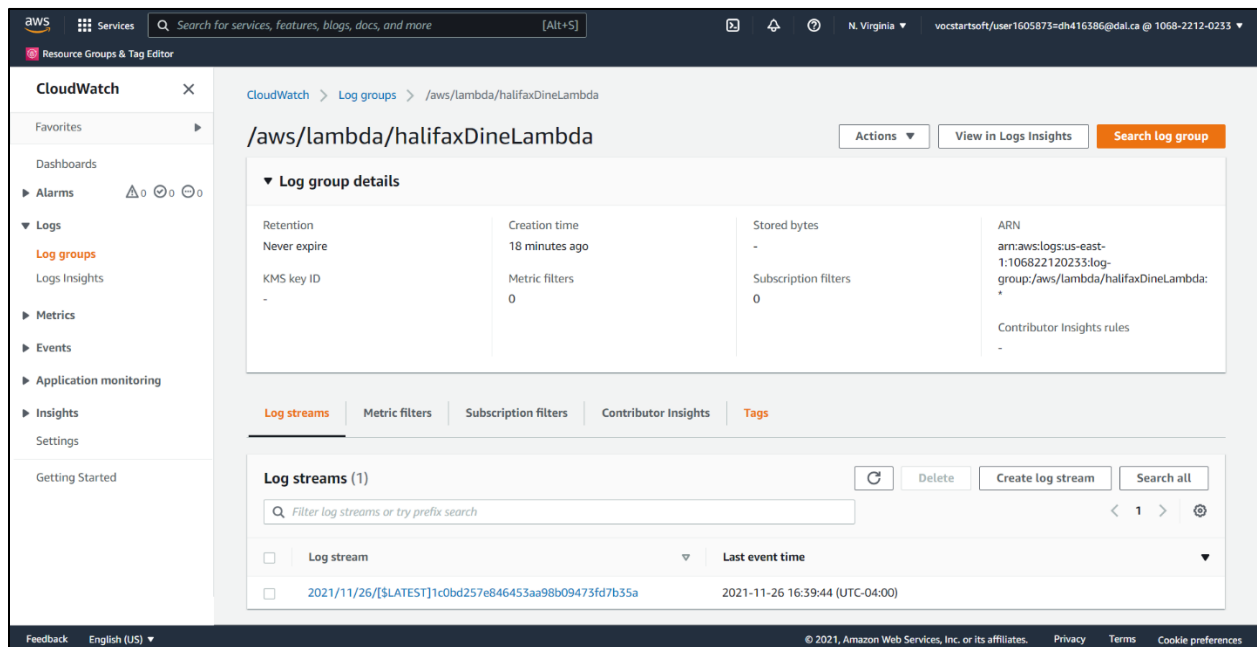 aws
Services
Search for services, features, blogs, docs, and more
[Alt+S]
N. Virginia ▼
vocstartsoft/user1605873=dh416386@dal.ca @ 1068-2212-0233 ▼
Resource Groups & Tag Editor
CloudWatch
Favorites
Dashboards
Alarms
0
0
0
Logs
Log groups
Logs Insights
Metrics
Events
Application monitoring
Insights
Settings
Getting Started
CloudWatch > Log groups > /aws/lambda/halifaxDineLambda
/aws/lambda/halifaxDineLambda
Actions ▼
View in Logs Insights
Search log group
▼ Log group details
Retention
Never expire
KMS key ID
-
Creation time
18 minutes ago
Metric filters
0
Stored bytes
-
Subscription filters
0
ARN
arn:aws:logs:us-east-
1:106822120233:log-
group:/aws/lambda/halifaxDineLambda:
*
Contributor Insights rules
-
Log streams
Metric filters
Subscription filters
Contributor Insights
Tags
Log streams (1)
Delete
Create log stream
Search all
Filter log streams or try prefix search
< 1 >
Log stream
Last event time
2021/11/26/[$LATEST]1c0bd257e846453aa98b09473fd7b35a
2021-11-26 16:39:44 (UTC-04:00)
Feedback
English (US) ▼
© 2021, Amazon Web Services, Inc. or its affiliates.
Privacy
Terms
Cookie preferences